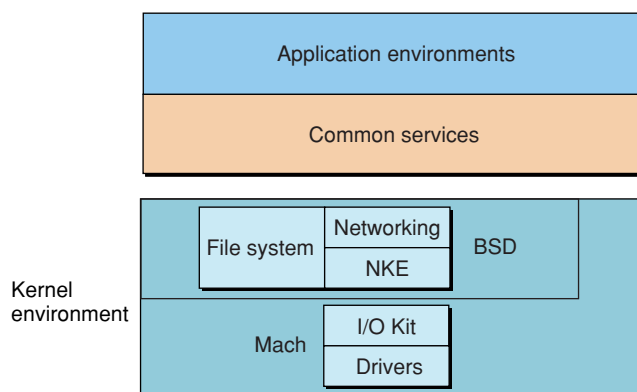 Application environments
Common services
File system
Networking
NKE
BSD
Kernel
environment
Mach
I/O Kit
Drivers